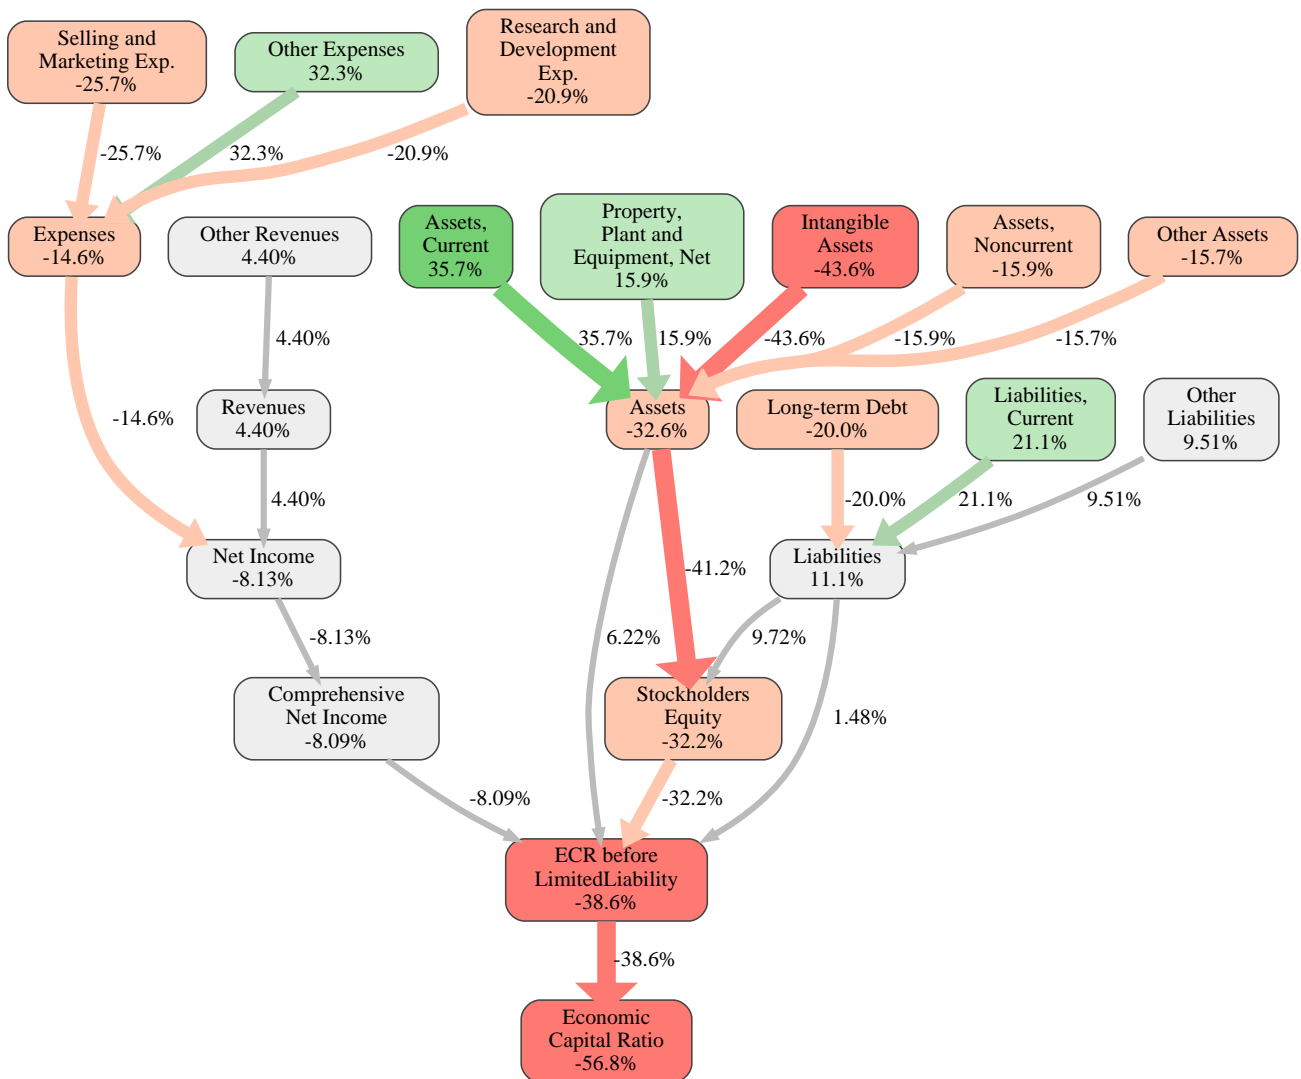 Selling and
Marketing Exp.
-25.7%
Other Expenses
32.3%
Research and
Development
Exp.
-20.9%
-25.7%
32.3%
-20.9%
Expenses
-14.6%
Other Revenues
4.40%
Assets,
Current
35.7%
Property,
Plant and
Equipment, Net
15.9%
Intangible
Assets
-43.6%
Assets,
Noncurrent
-15.9%
Other Assets
-15.7%
4.40%
35.7%
15.9%
-43.6%
-15.9%
-15.7%
-14.6%
Revenues
4.40%
Assets
-32.6%
Long-term Debt
-20.0%
Liabilities,
Current
21.1%
Other
Liabilities
9.51%
4.40%
-20.0%
21.1%
9.51%
Net Income
-8.13%
-41.2%
Liabilities
11.1%
-8.13%
6.22%
9.72%
Comprehensive
Net Income
-8.09%
Stockholders
Equity
-32.2%
1.48%
-8.09%
-32.2%
ECR before
LimitedLiability
-38.6%
-38.6%
Economic
Capital Ratio
-56.8%